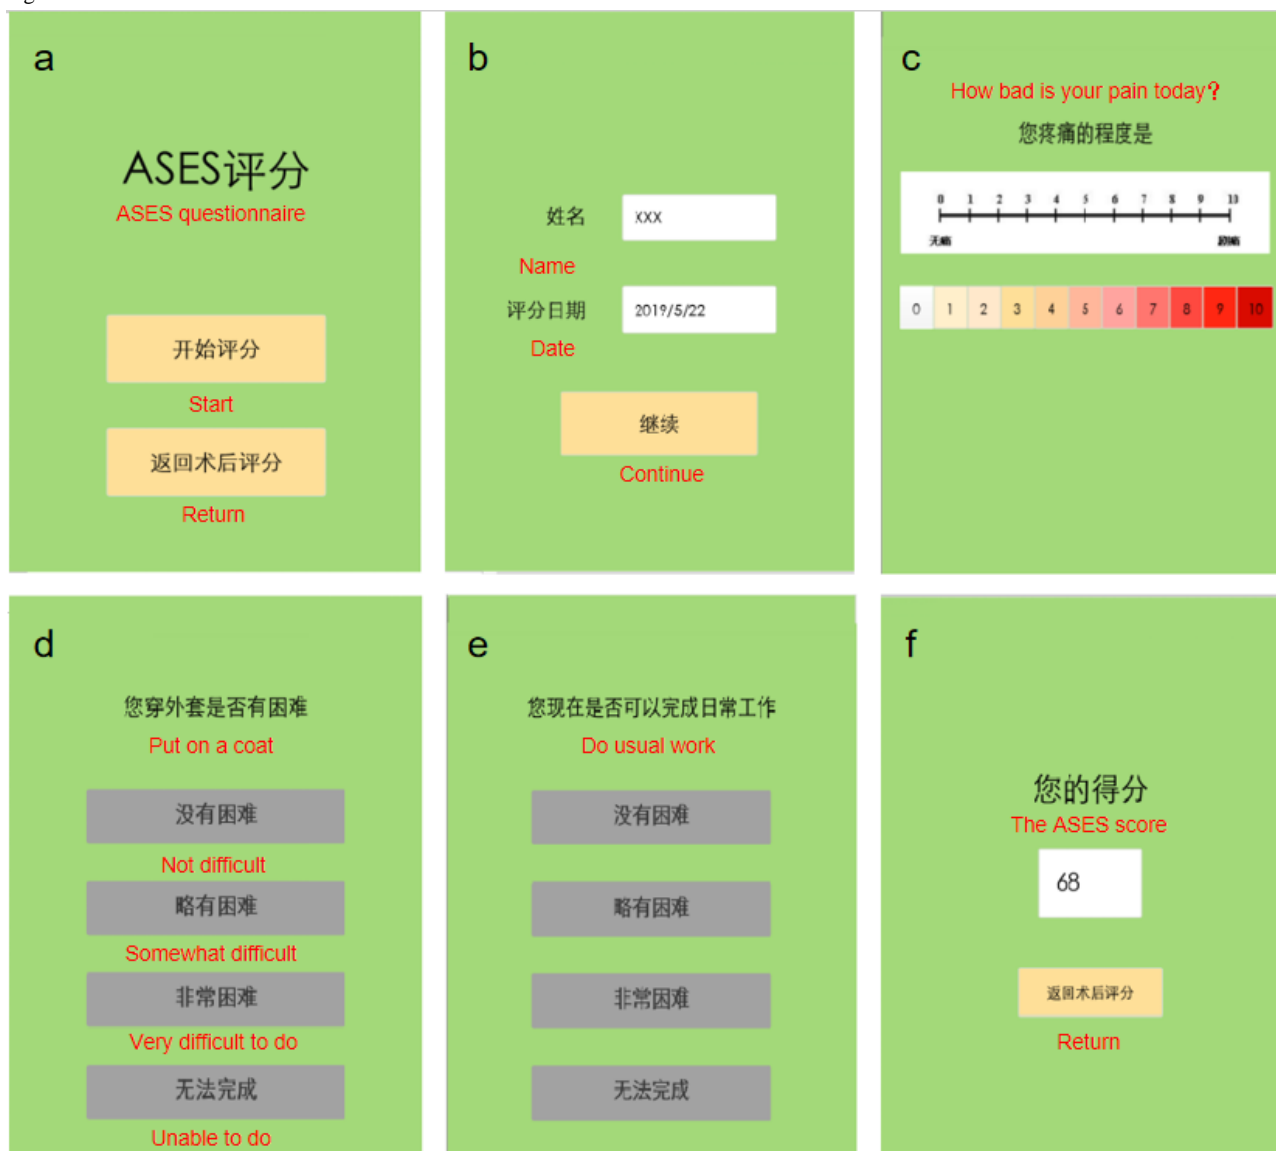 a
ASES评分
ASES questionnaire
开始评分
Start
返回术后评分
Return
b
姓名
XXX
Name
评分日期
2019/5/22
Date
继续
Continue
c
How bad is your pain today?
您疼痛的程度是
0 1 2 3 4 5 6 7 8 9 10
无痛 剧痛
0 1 2 3 4 5 6 7 8 9 10
d
您穿外套是否有困难
Put on a coat
没有困难
Not difficult
略有困难
Somewhat difficult
非常困难
Very difficult to do
无法完成
Unable to do
e
您现在是否可以完成日常工作
Do usual work
没有困难
略有困难
非常困难
无法完成
f
您的得分
The ASES score
68
返回术后评分
Return